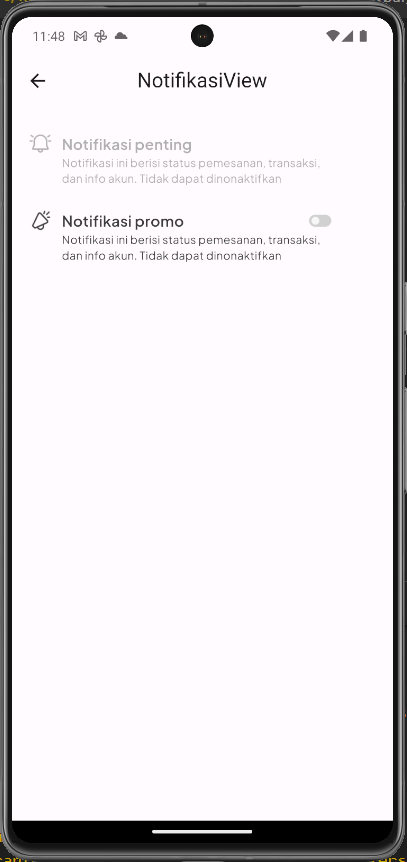 11:48
NotifikasiView
Notifikasi penting
Notifikasi ini berisi status pemesanan, transaksi,
dan info akun. Tidak dapat dinonaktifkan
Notifikasi promo
Notifikasi ini berisi status pemesanan, transaksi,
dan info akun. Tidak dapat dinonaktifkan